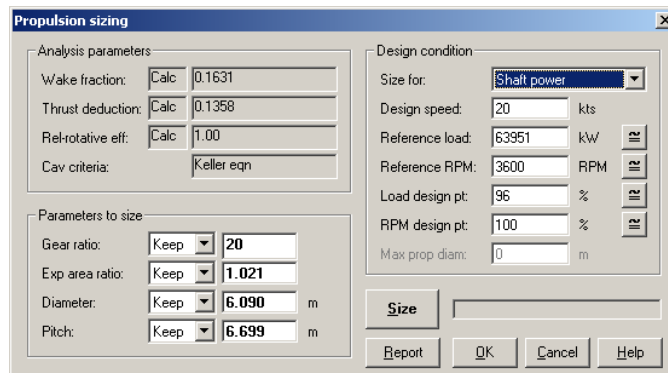 Propulsion sizing
Analysis parameters
Wake fraction: Calc 0.1631
Thrust deduction: Calc 0.1358
Rel-rotative eff: Calc 1.00
Cav criteria: Keller eqn
Parameters to size
Gear ratio: Keep 20
Exp area ratio: Keep 1.021
Diameter: Keep 6.090 m
Pitch: Keep 6.699 m
Design condition
Size for: Shaft power
Design speed: 20 kts
Reference load: 63951 kW ≅
Reference RPM: 3600 RPM ≅
Load design pt: 96 % ≅
RPM design pt: 100 % ≅
Max prop diam: 0 m
Size
Report OK Cancel Help